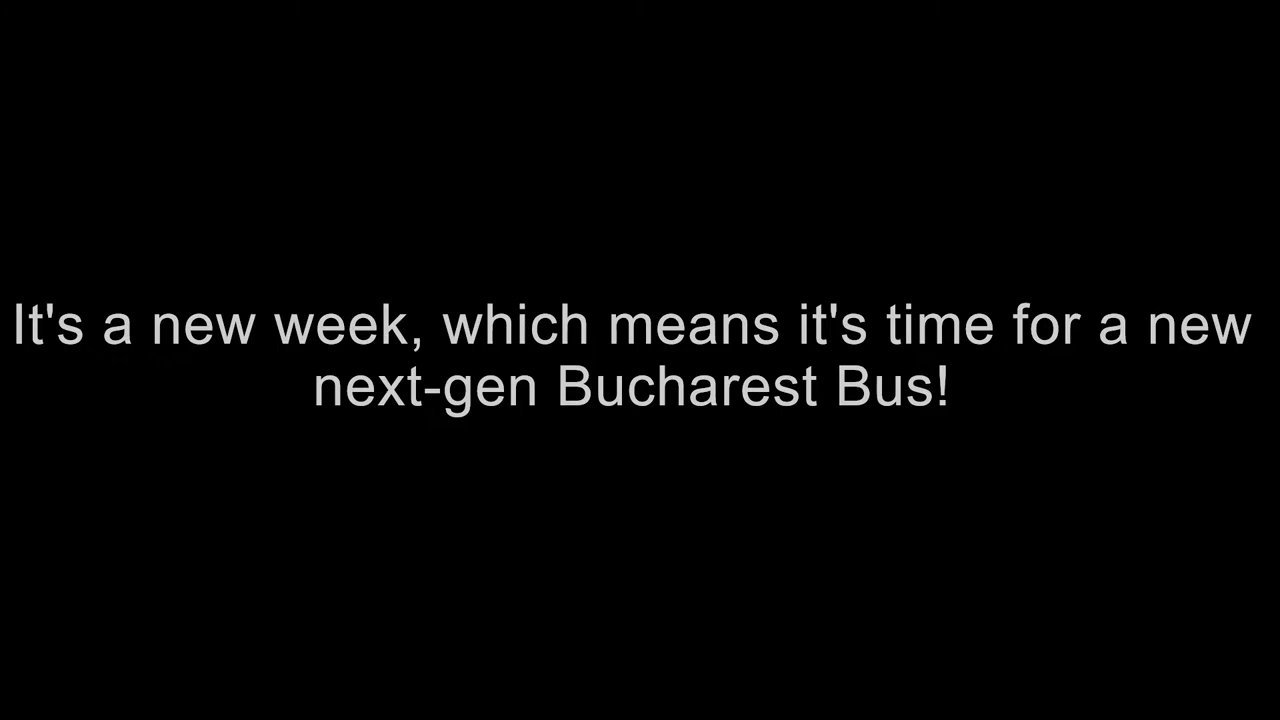 It's a new week, which means it's time for a new
next-gen Bucharest Bus!